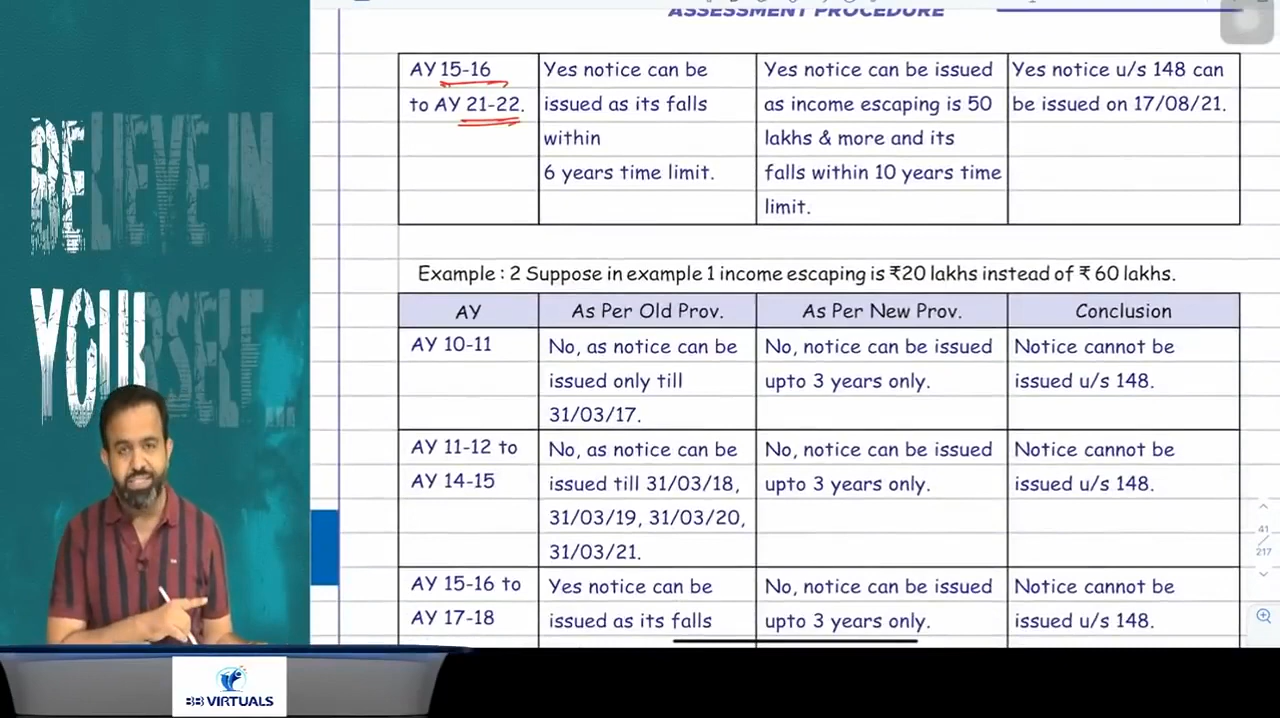 ASSESSMENT PROCEDURE
AY 15-16
to AY 21-22.
Yes notice can be
issued as its falls
within
6 years time limit.
Yes notice can be issued
as income escaping is 50
lakhs & more and its
falls within 10 years time
limit.
Yes notice u/s 148 can
be issued on 17/08/21.
Example : 2 Suppose in example 1 income escaping is ₹20 lakhs instead of ₹ 60 lakhs.
AY
As Per Old Prov.
As Per New Prov.
Conclusion
AY 10-11
No, as notice can be
issued only till
31/03/17.
No, notice can be issued
upto 3 years only.
Notice cannot be
issued u/s 148.
AY 11-12 to
AY 14-15
No, as notice can be
issued till 31/03/18,
31/03/19, 31/03/20,
31/03/21.
No, notice can be issued
upto 3 years only.
Notice cannot be
issued u/s 148.
AY 15-16 to
AY 17-18
Yes notice can be
issued as its falls
No, notice can be issued
upto 3 years only.
Notice cannot be
issued u/s 148.
BELIEVE IN
YOURSELF...
41
217
BB VIRTUALS